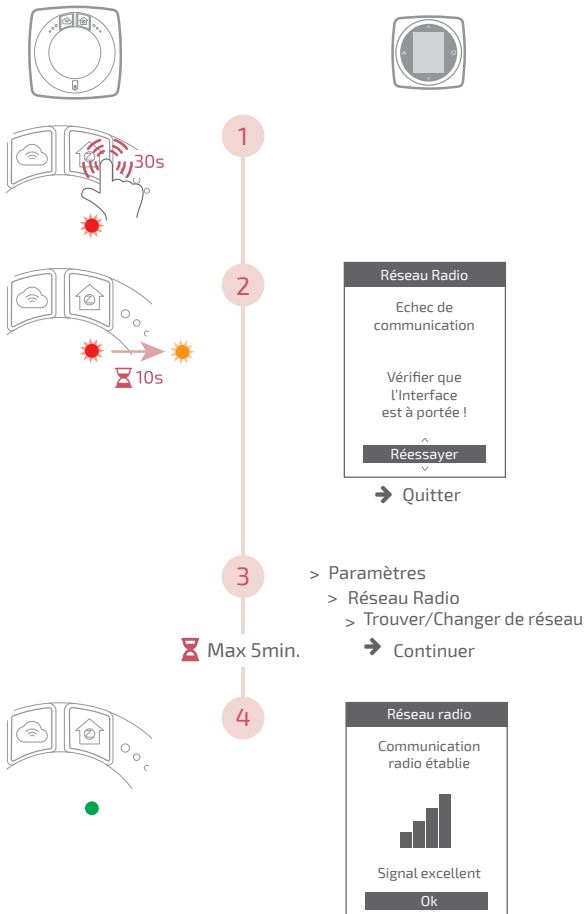 1
30s
2
10s
Réseau Radio
Echec de
communication
Vérifier que
l'Interface
est à portée !
Réessayer
Quitter
3
> Paramètres
> Réseau Radio
> Trouver/Changer de réseau
Max 5min.
Continuer
4
Réseau radio
Communication
radio établie
Signal excellent
Ok